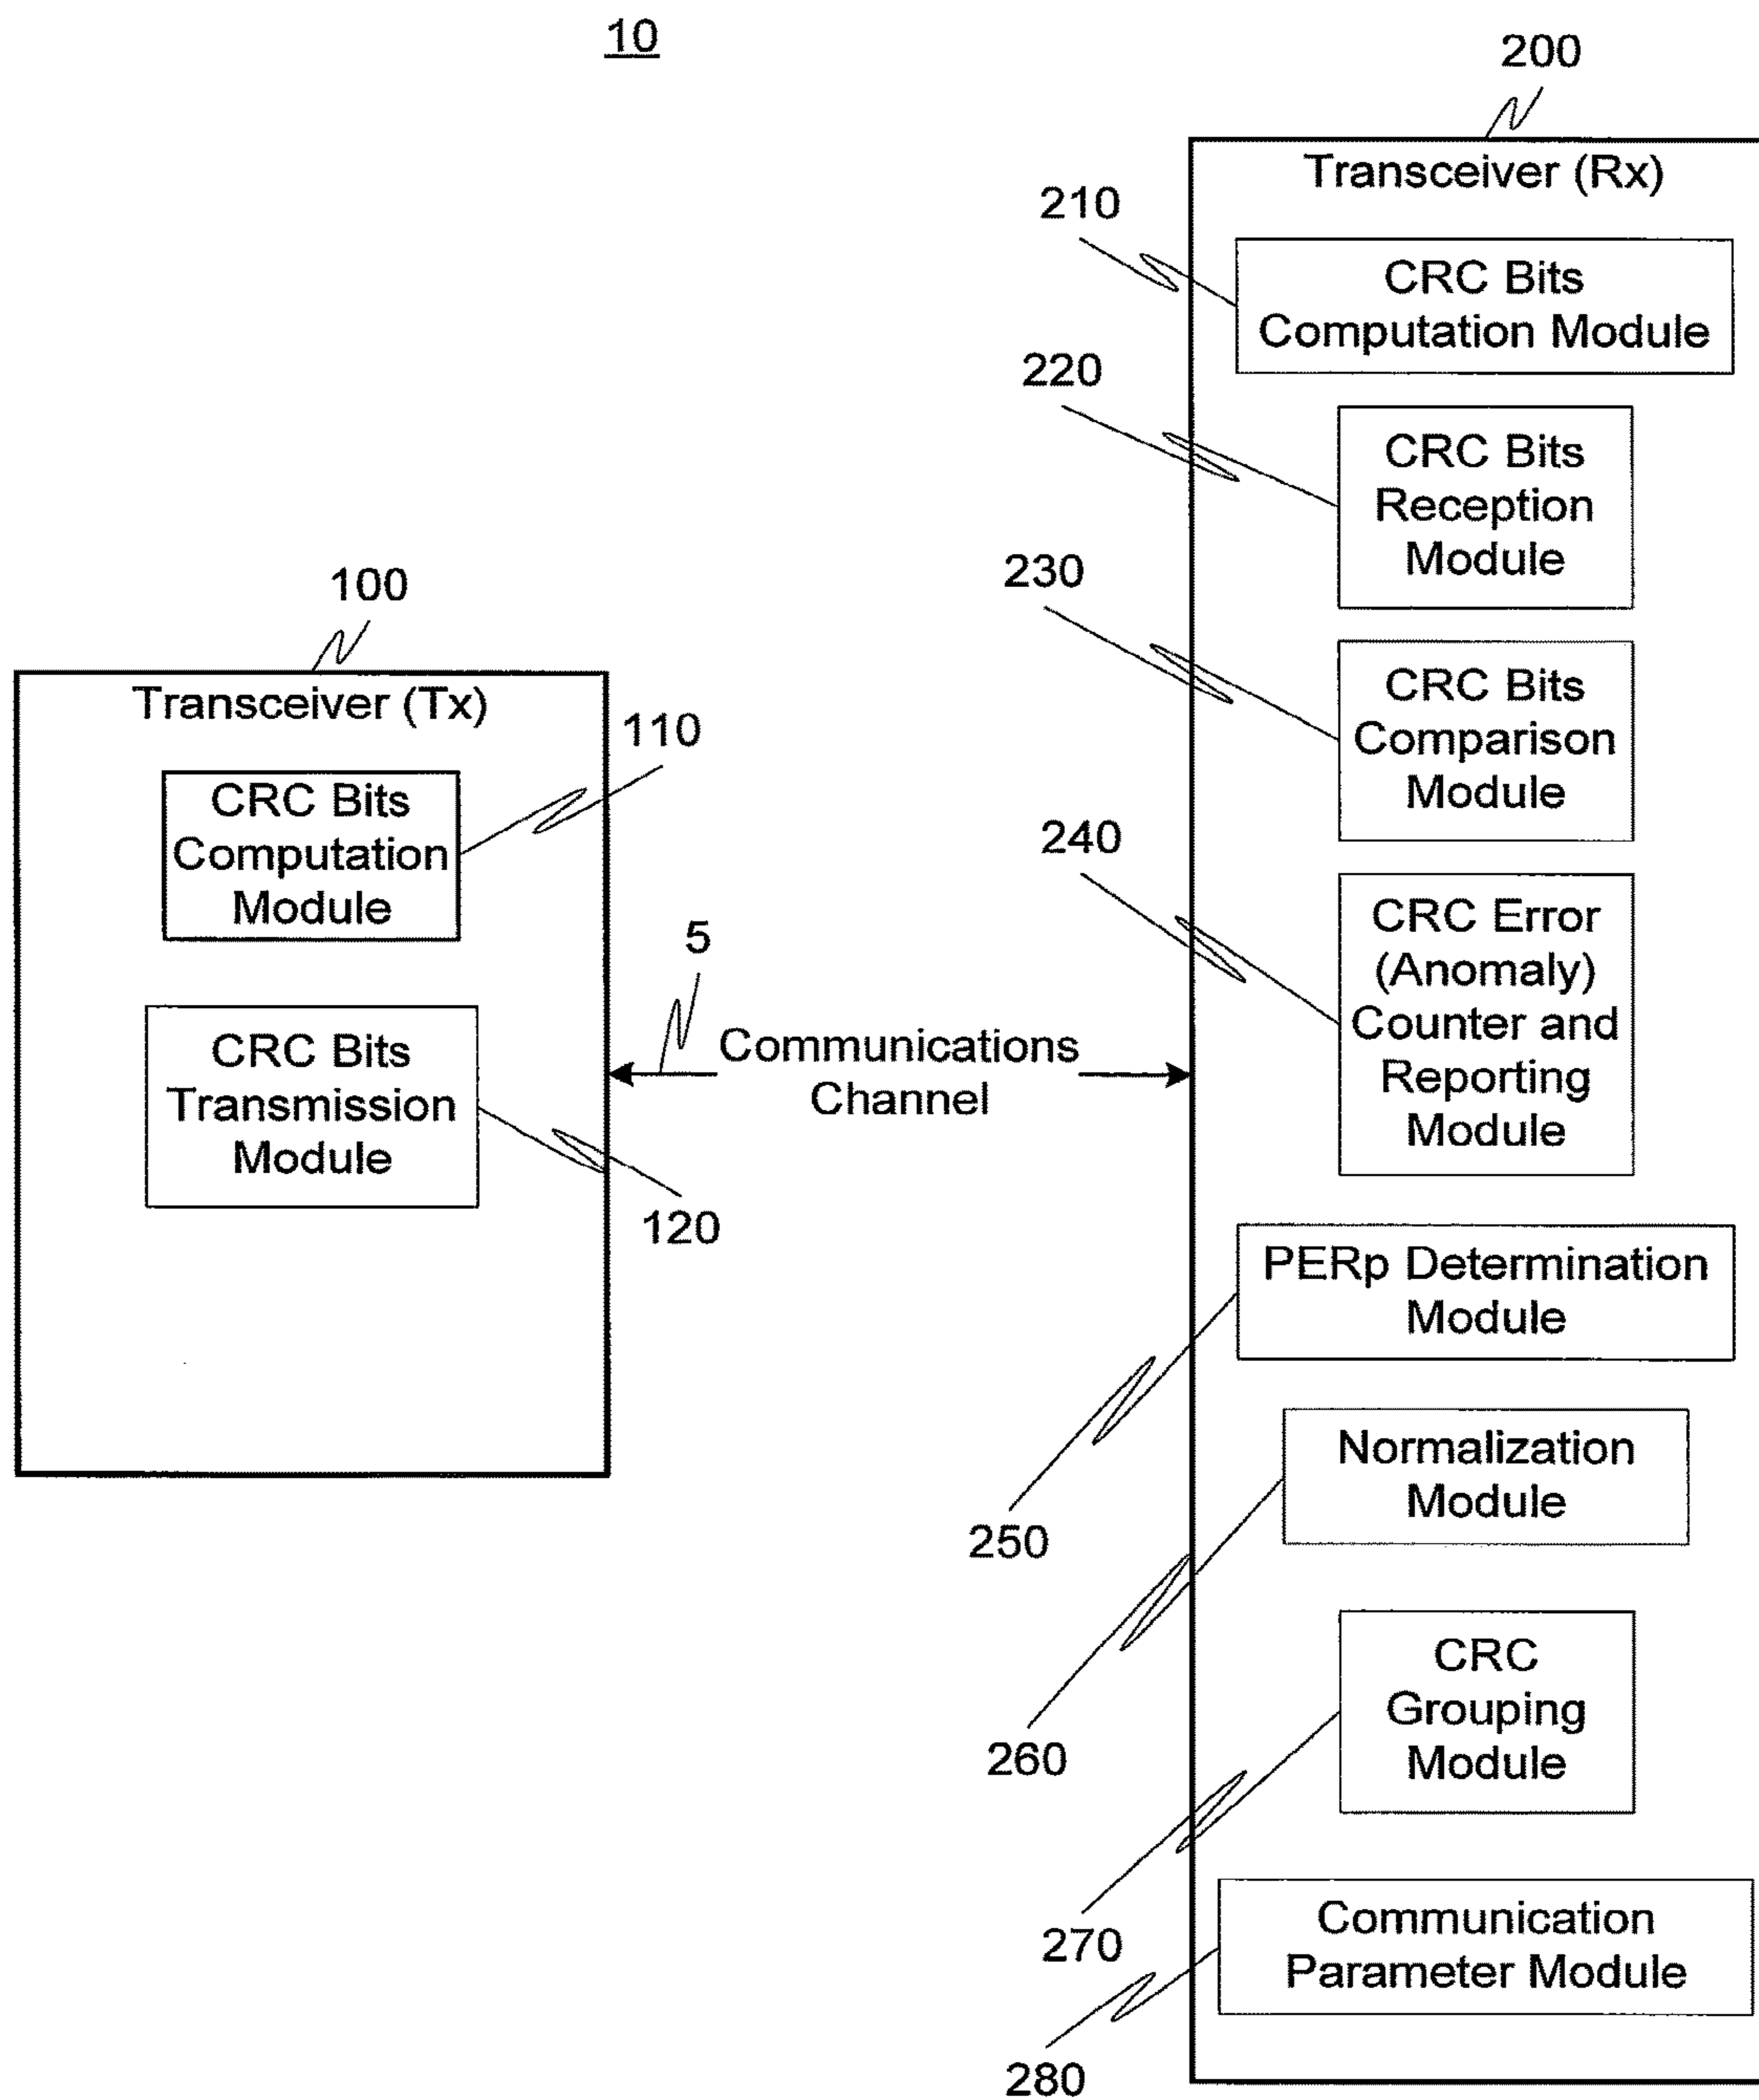 10
200
Transceiver (Rx)
210
CRC Bits
Computation Module
220
CRC Bits
Reception
Module
230
CRC Bits
Comparison
Module
240
CRC Error
(Anomaly)
Counter and
Reporting
Module
PERp Determination
Module
250
Normalization
Module
260
CRC
Grouping
Module
270
Communication
Parameter Module
280
100
Transceiver (Tx)
110
CRC Bits
Computation
Module
CRC Bits
Transmission
Module
120
5
Communications
Channel